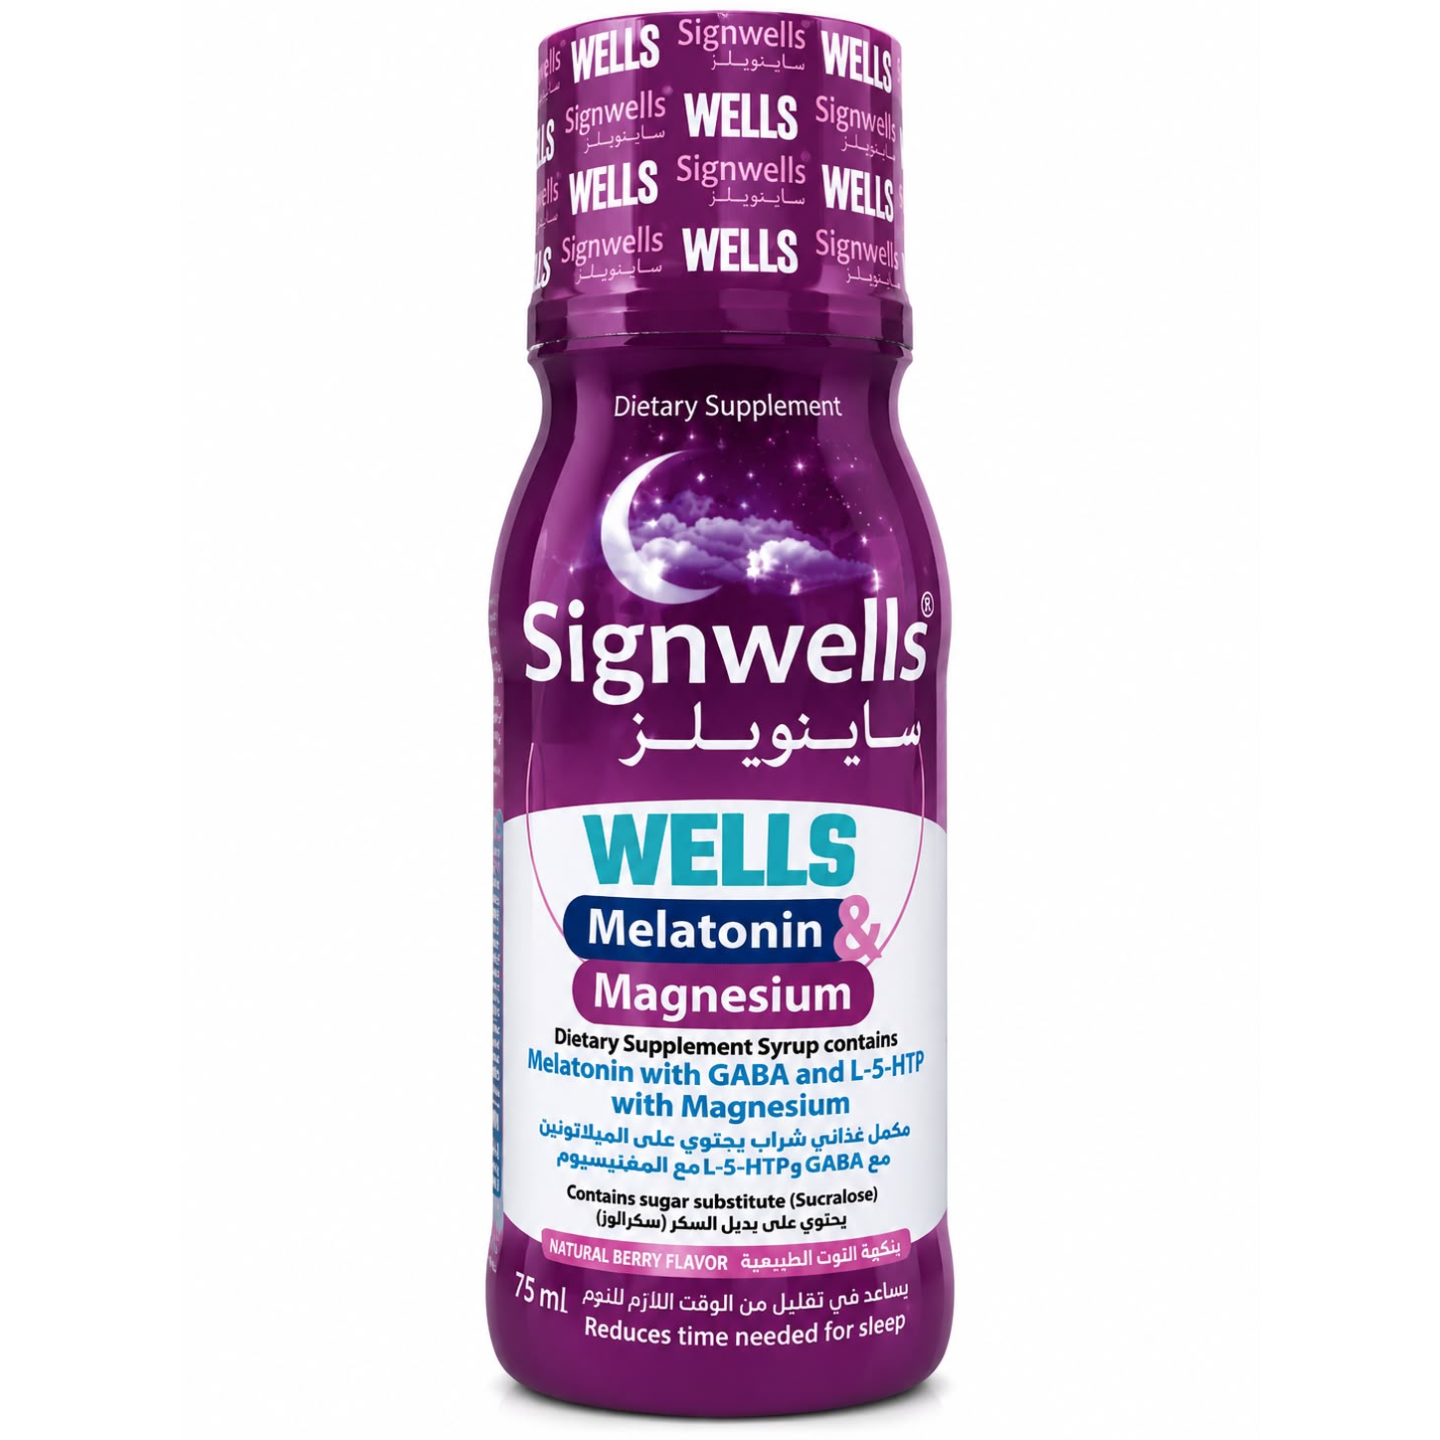 WELLS Signwells WELLS
ساينويلز
Signwells® WELLS Signwells
ساينويلز ساينويلز
WELLS Signwells WELLS
ساينويلز
Signwells WELLS Signwells
ساينويلز ساينويلز
Dietary Supplement
Signwells®
ساينويلز
WELLS
Melatonin &
Magnesium
Dietary Supplement Syrup contains
Melatonin with GABA and L-5-HTP
with Magnesium
مكمل غذائي شراب يحتوي على الميلاتونين
مع GABA وL-5-HTP مع المغنيسيوم
Contains sugar substitute (Sucralose)
يحتوي على بديل السكر (سكرالوز)
NATURAL BERRY FLAVOR بنكهة التوت الطبيعية
75 mL يساعد في تقليل من الوقت اللازم للنوم
Reduces time needed for sleep